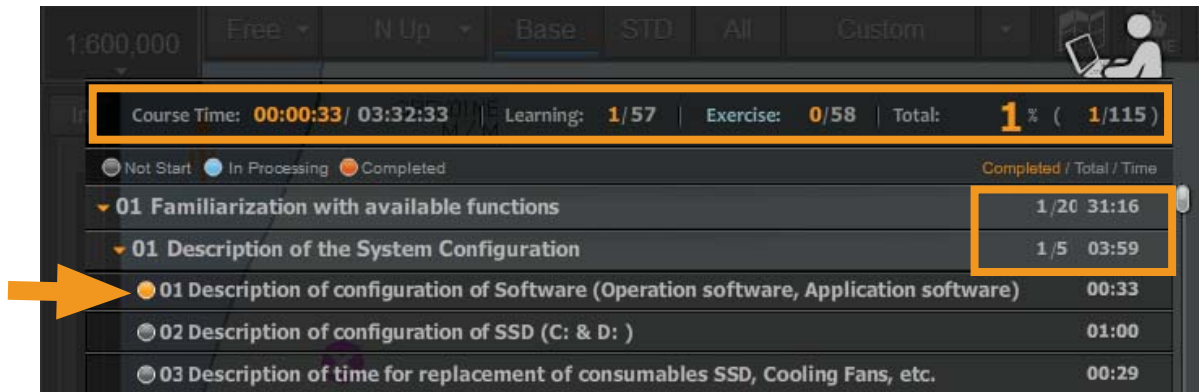 1:600,000 Free N Up Base STD All Custom
Course Time: 00:00:33/ 03:32:33 | Learning: 1/57 | Exercise: 0/58 | Total: 1 % ( 1/115 )
Not Start In Processing Completed Completed / Total / Time
01 Familiarization with available functions 1/20 31:16
01 Description of the System Configuration 1/5 03:59
01 Description of configuration of Software (Operation software, Application software) 00:33
02 Description of configuration of SSD (C: & D: ) 01:00
03 Description of time for replacement of consumables SSD, Cooling Fans, etc. 00:29